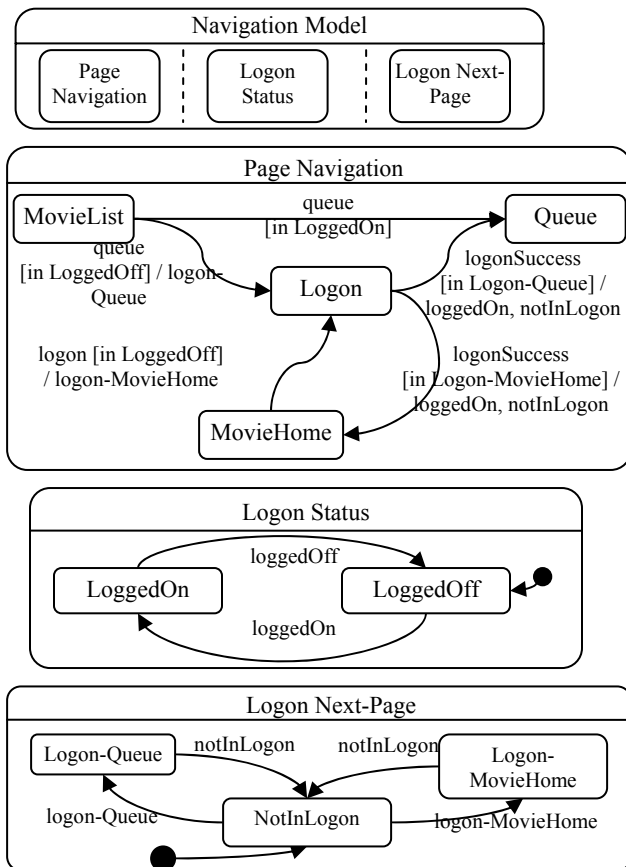 Navigation Model
Page
Navigation
Logon
Status
Logon Next-
Page
Page Navigation
MovieList
queue
[in LoggedOn]
Queue
queue
[in LoggedOff] / logon-
Queue
Logon
logonSuccess
[in Logon-Queue] /
loggedOn, notInLogon
logon [in LoggedOff]
/ logon-MovieHome
logonSuccess
[in Logon-MovieHome] /
loggedOn, notInLogon
MovieHome
Logon Status
loggedOff
LoggedOn
LoggedOff
loggedOn
Logon Next-Page
Logon-Queue
notInLogon
notInLogon
Logon-
MovieHome
logon-Queue
NotInLogon
logon-MovieHome